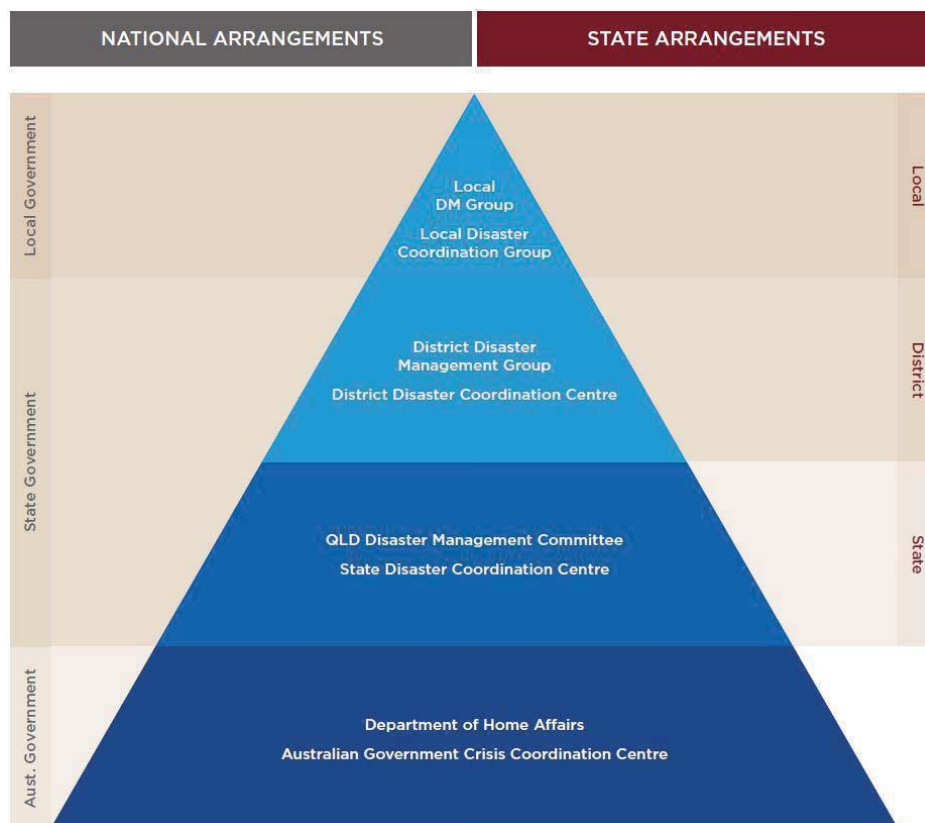 NATIONAL ARRANGEMENTS
STATE ARRANGEMENTS
Local Government
Local
DM Group
Local Disaster
Coordination Group
Local
State Government
District Disaster
Management Group
District Disaster Coordination Centre
District
QLD Disaster Management Committee
State Disaster Coordination Centre
State
Aust. Government
Department of Home Affairs
Australian Government Crisis Coordination Centre